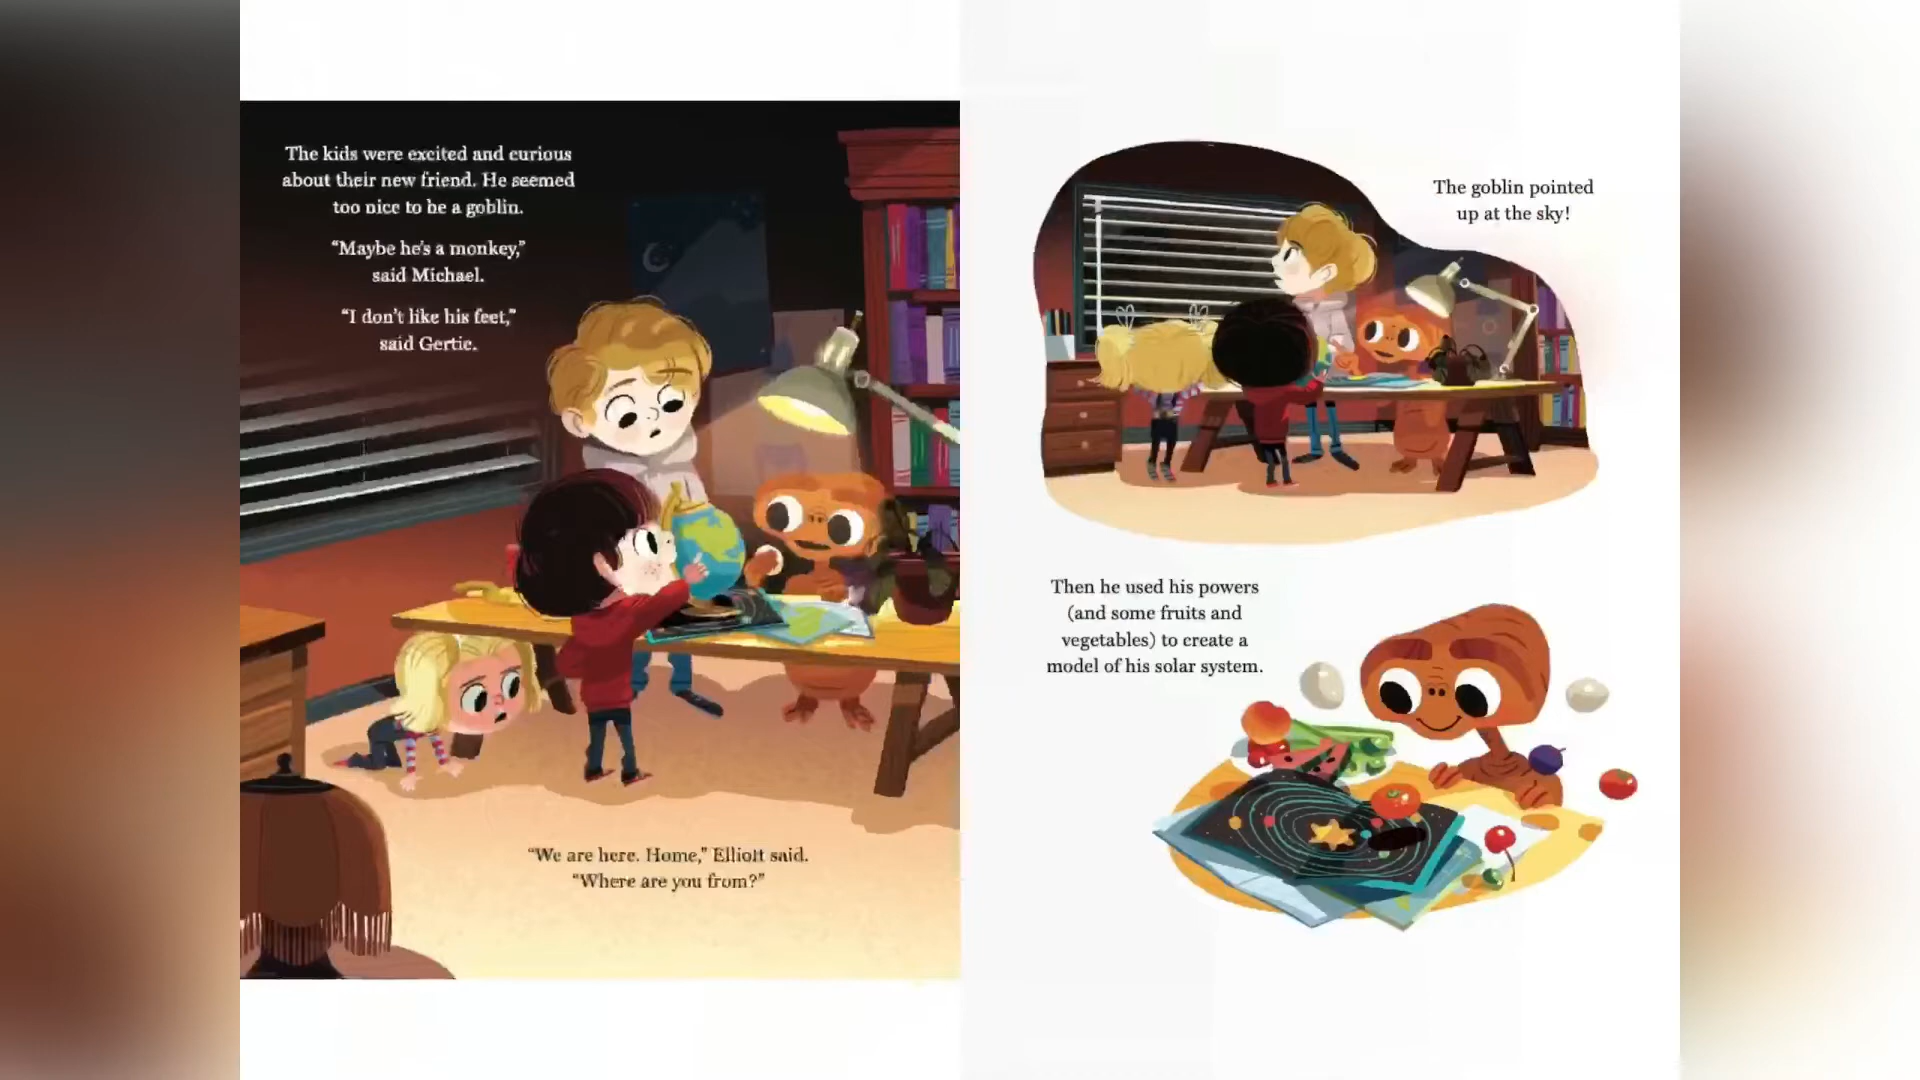 The kids were excited and curious
about their new friend. He seemed
too nice to be a goblin.
“Maybe he’s a monkey,”
said Michael.
“I don’t like his feet,”
said Gertie.
“We are here. Home,” Elliott said.
“Where are you from?”
The goblin pointed
up at the sky!
Then he used his powers
(and some fruits and
vegetables) to create a
model of his solar system.